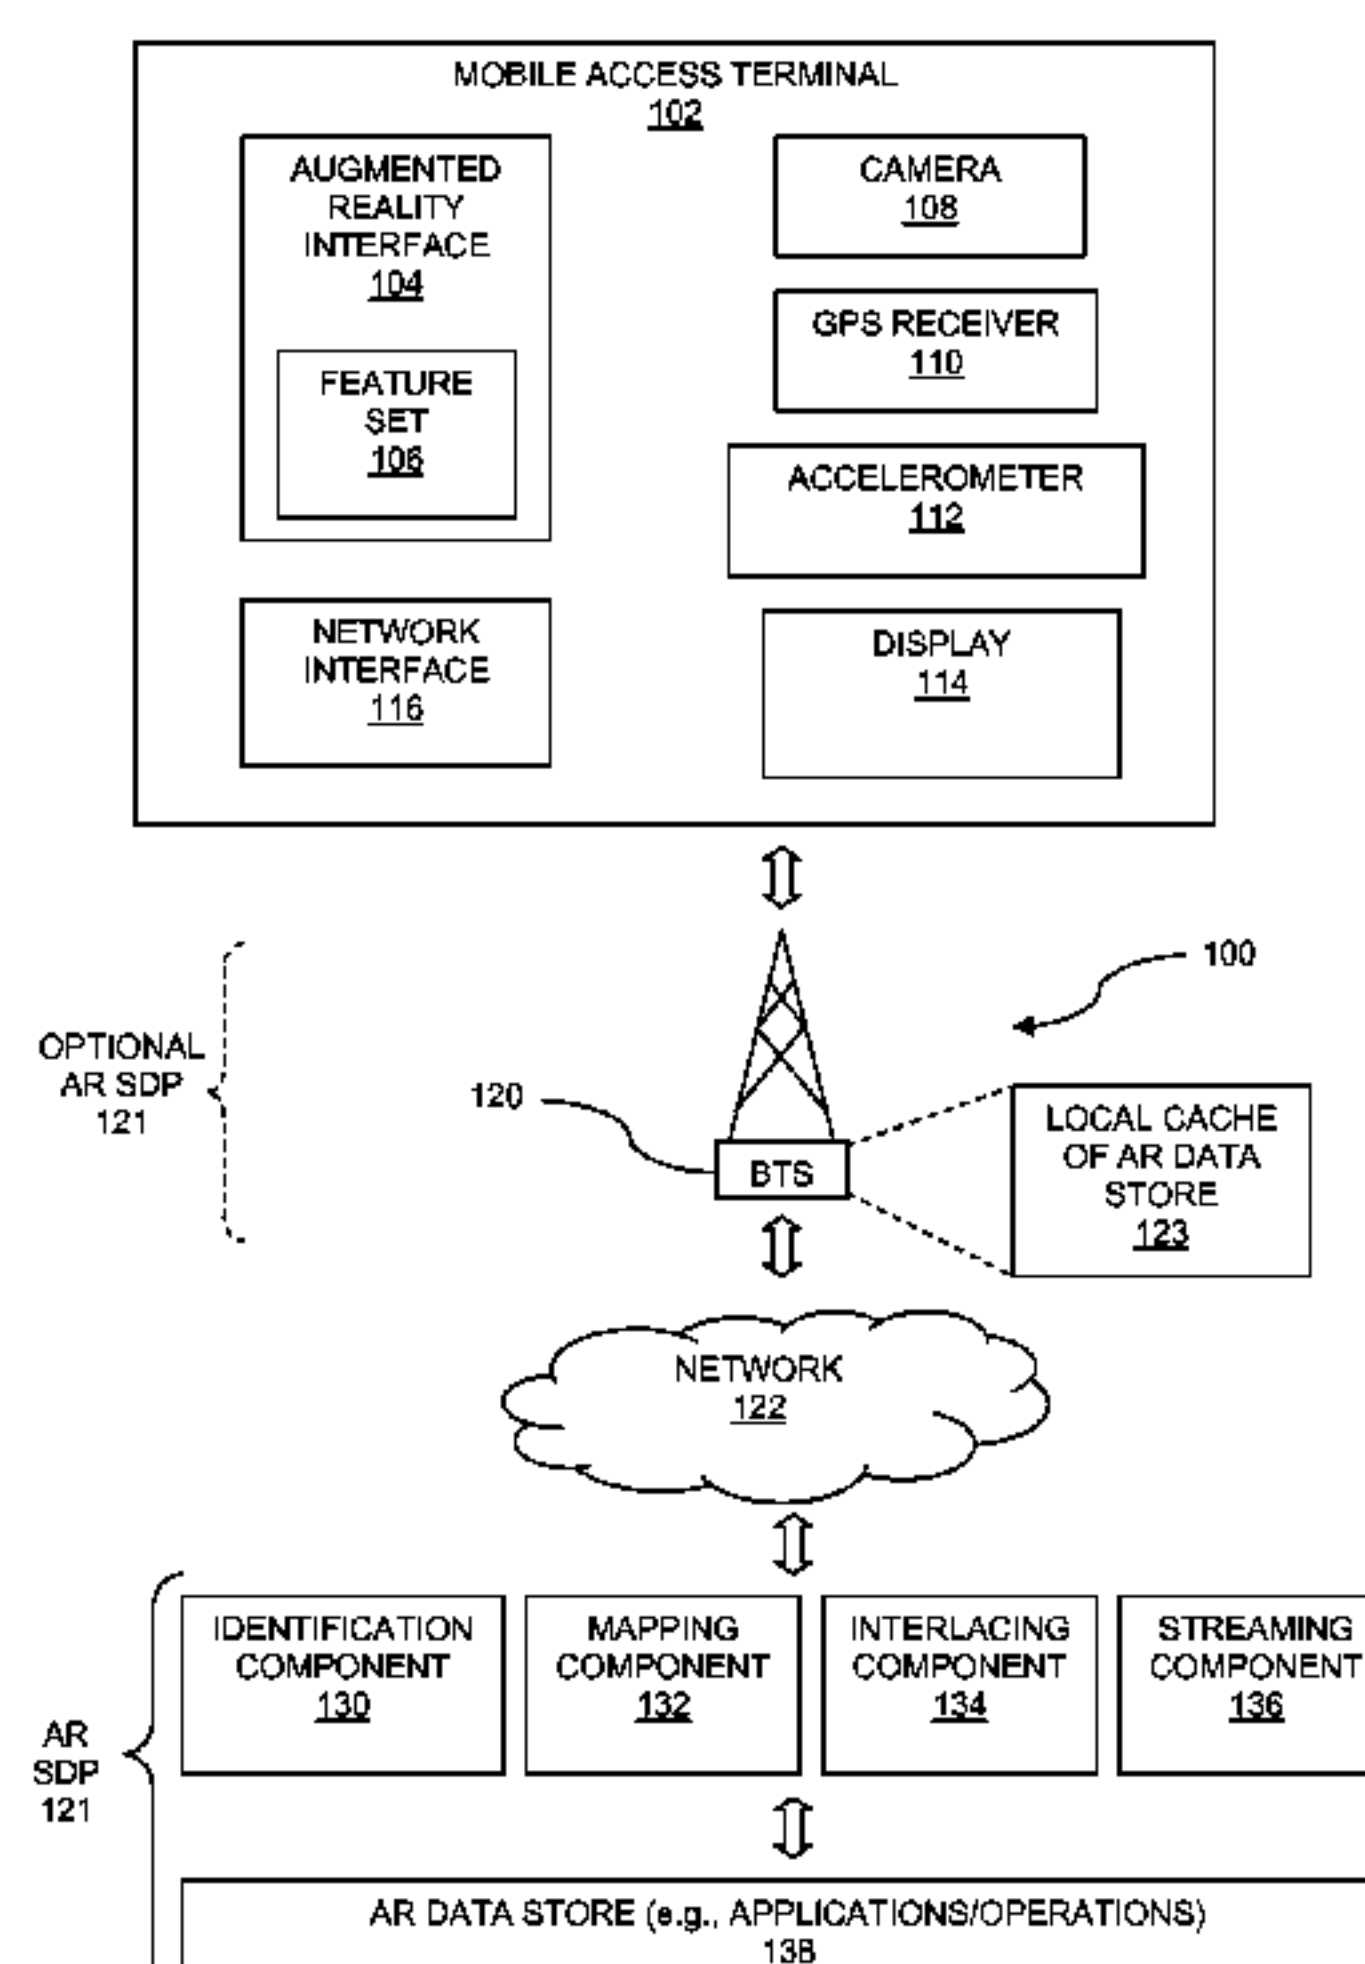 MOBILE ACCESS TERMINAL
102
AUGMENTED
REALITY
INTERFACE
104
FEATURE
SET
106
NETWORK
INTERFACE
116
CAMERA
108
GPS RECEIVER
110
ACCELEROMETER
112
DISPLAY
114
OPTIONAL
AR SDP
121
120
BTS
100
LOCAL CACHE
OF AR DATA
STORE
123
NETWORK
122
AR
SDP
121
IDENTIFICATION
COMPONENT
130
MAPPING
COMPONENT
132
INTERLACING
COMPONENT
134
STREAMING
COMPONENT
136
AR DATA STORE (e.g., APPLICATIONS/OPERATIONS)
138